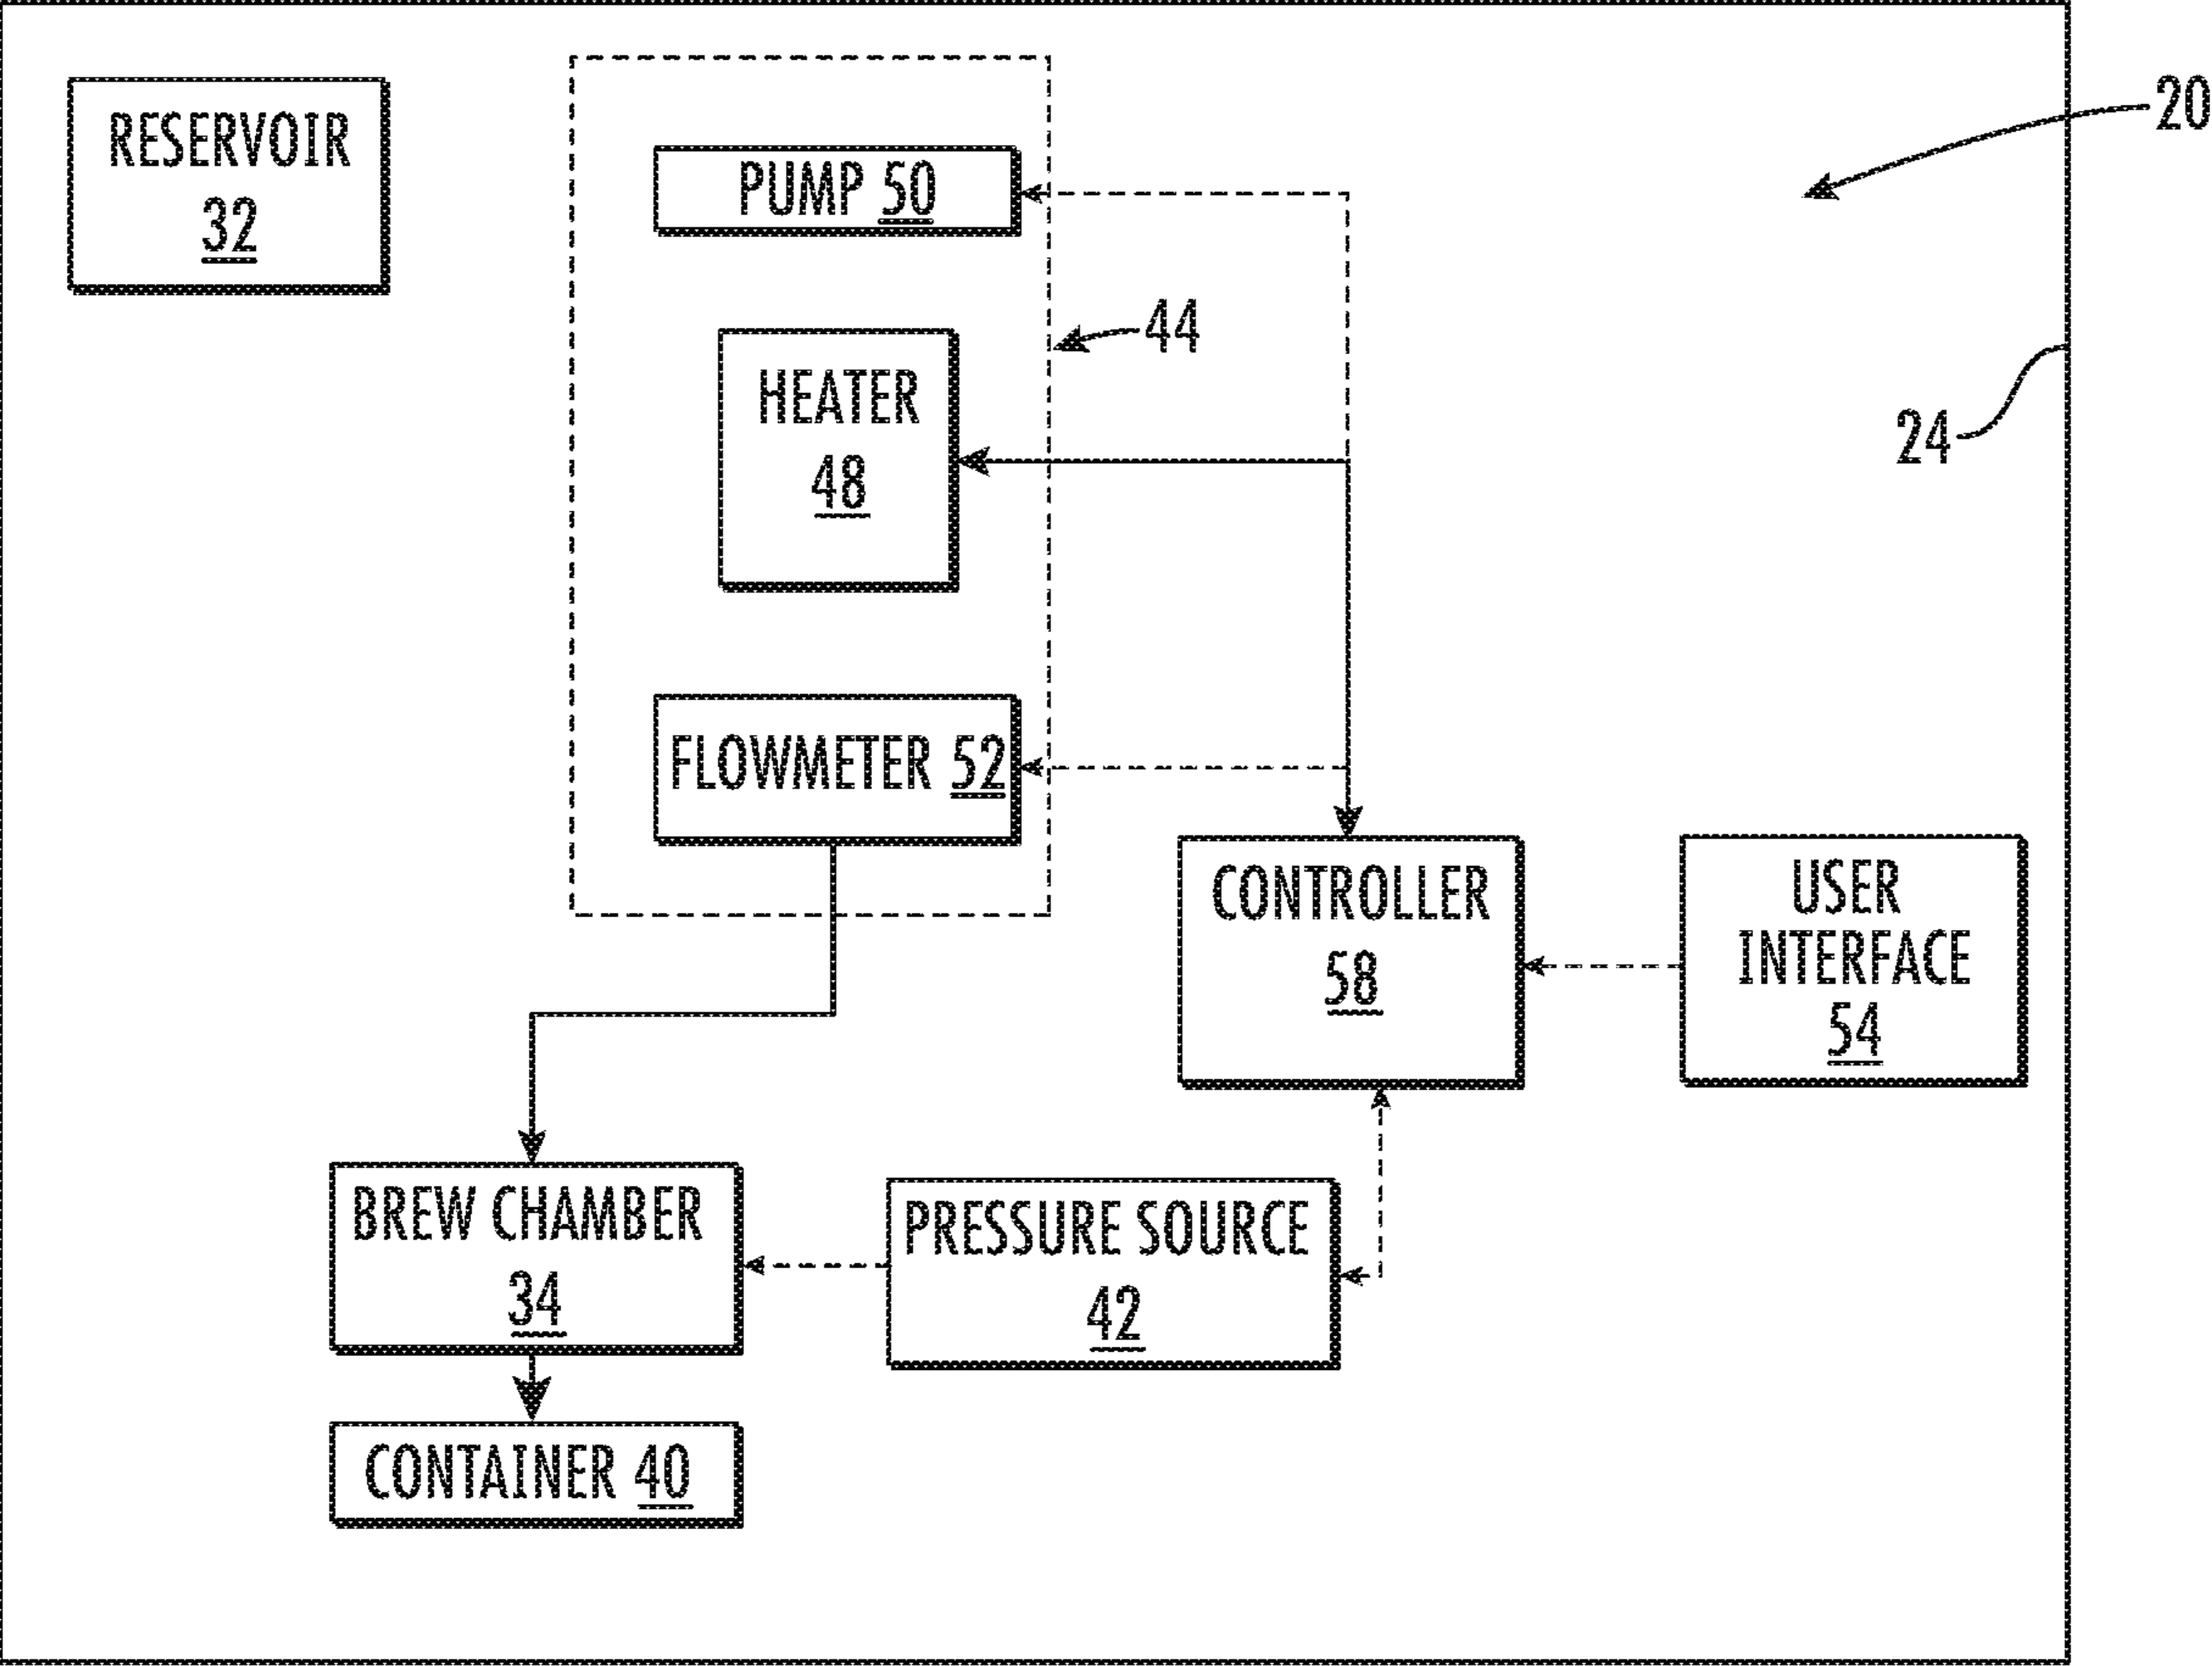 RESERVOIR
32
PUMP 50
20
HEATER
48
44
24
FLOWMETER 52
CONTROLLER
58
USER
INTERFACE
54
BREW CHAMBER
34
PRESSURE SOURCE
42
CONTAINER 40